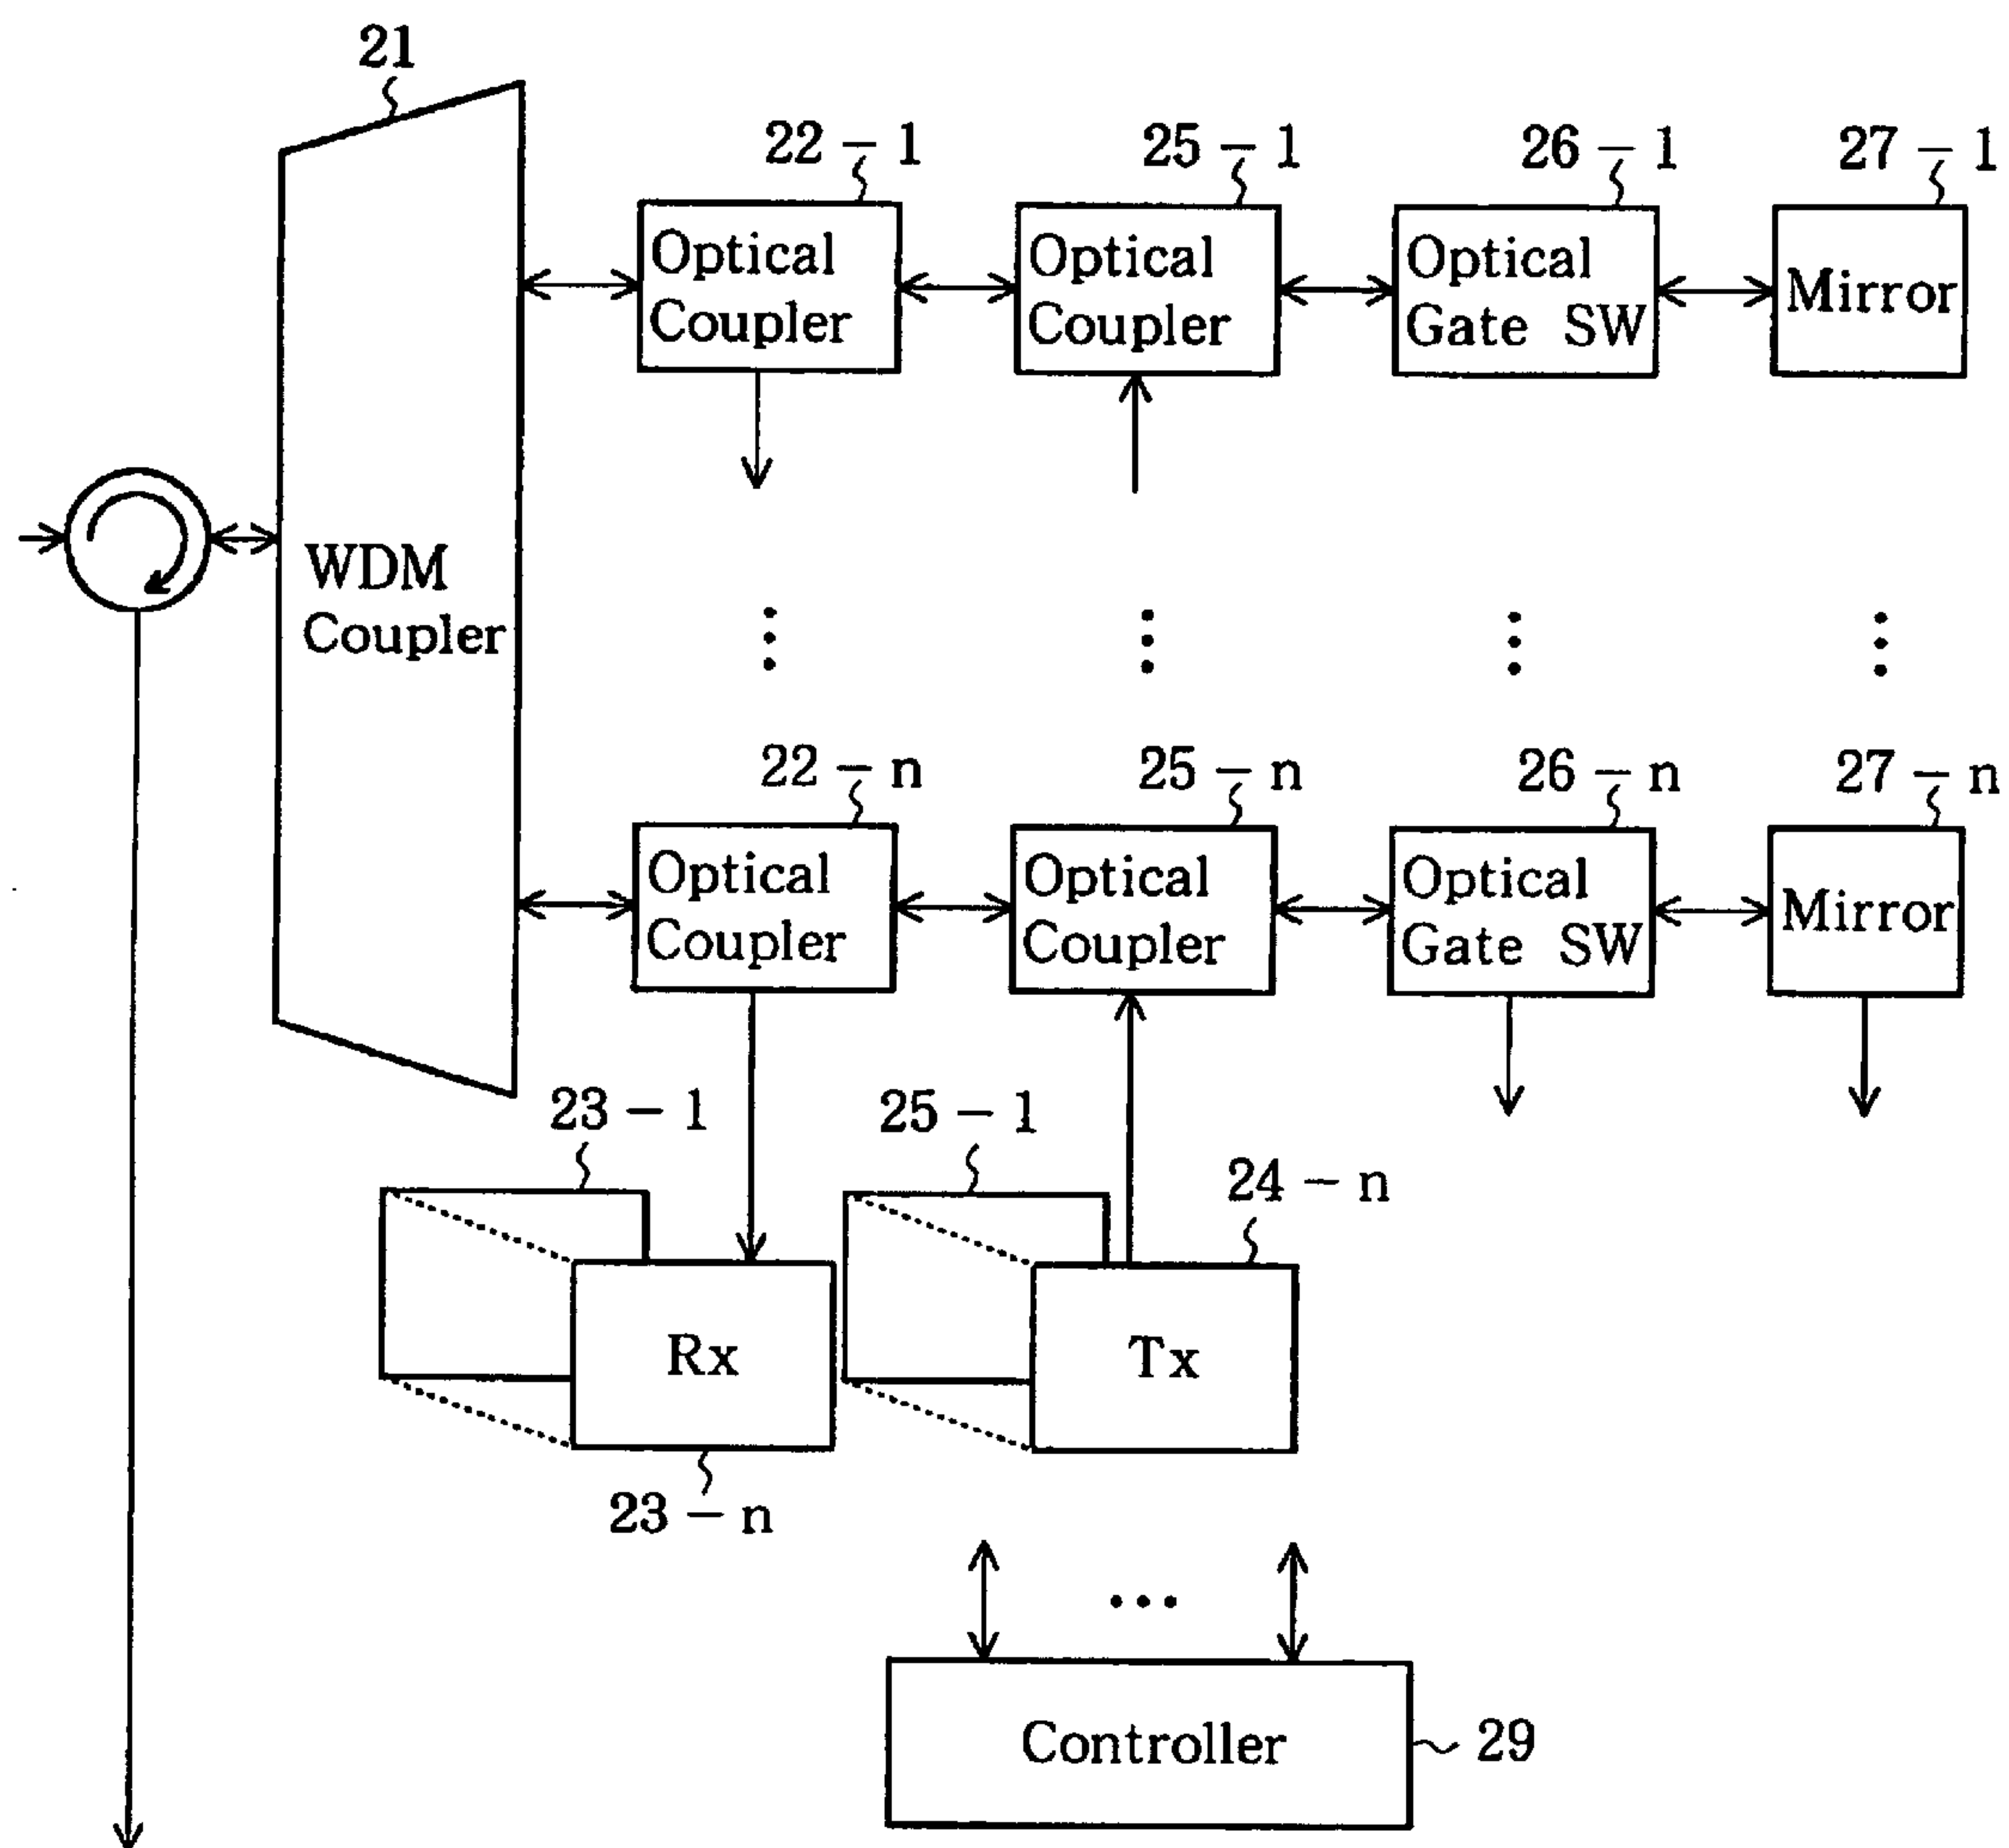 21
22 – 1
25 – 1
26 – 1
27 – 1
Optical
Coupler
Optical
Coupler
Optical
Gate SW
Mirror
WDM
Coupler
22 – n
25 – n
26 – n
27 – n
Optical
Coupler
Optical
Coupler
Optical
Gate SW
Mirror
23 – 1
25 – 1
24 – n
Rx
Tx
23 – n
Controller
29